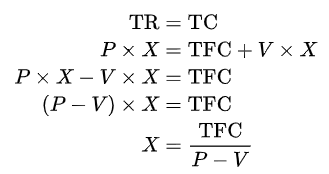 TR = TC
P × X = TFC + V × X
P × X − V × X = TFC
(P − V) × X = TFC
X = TFC / P − V